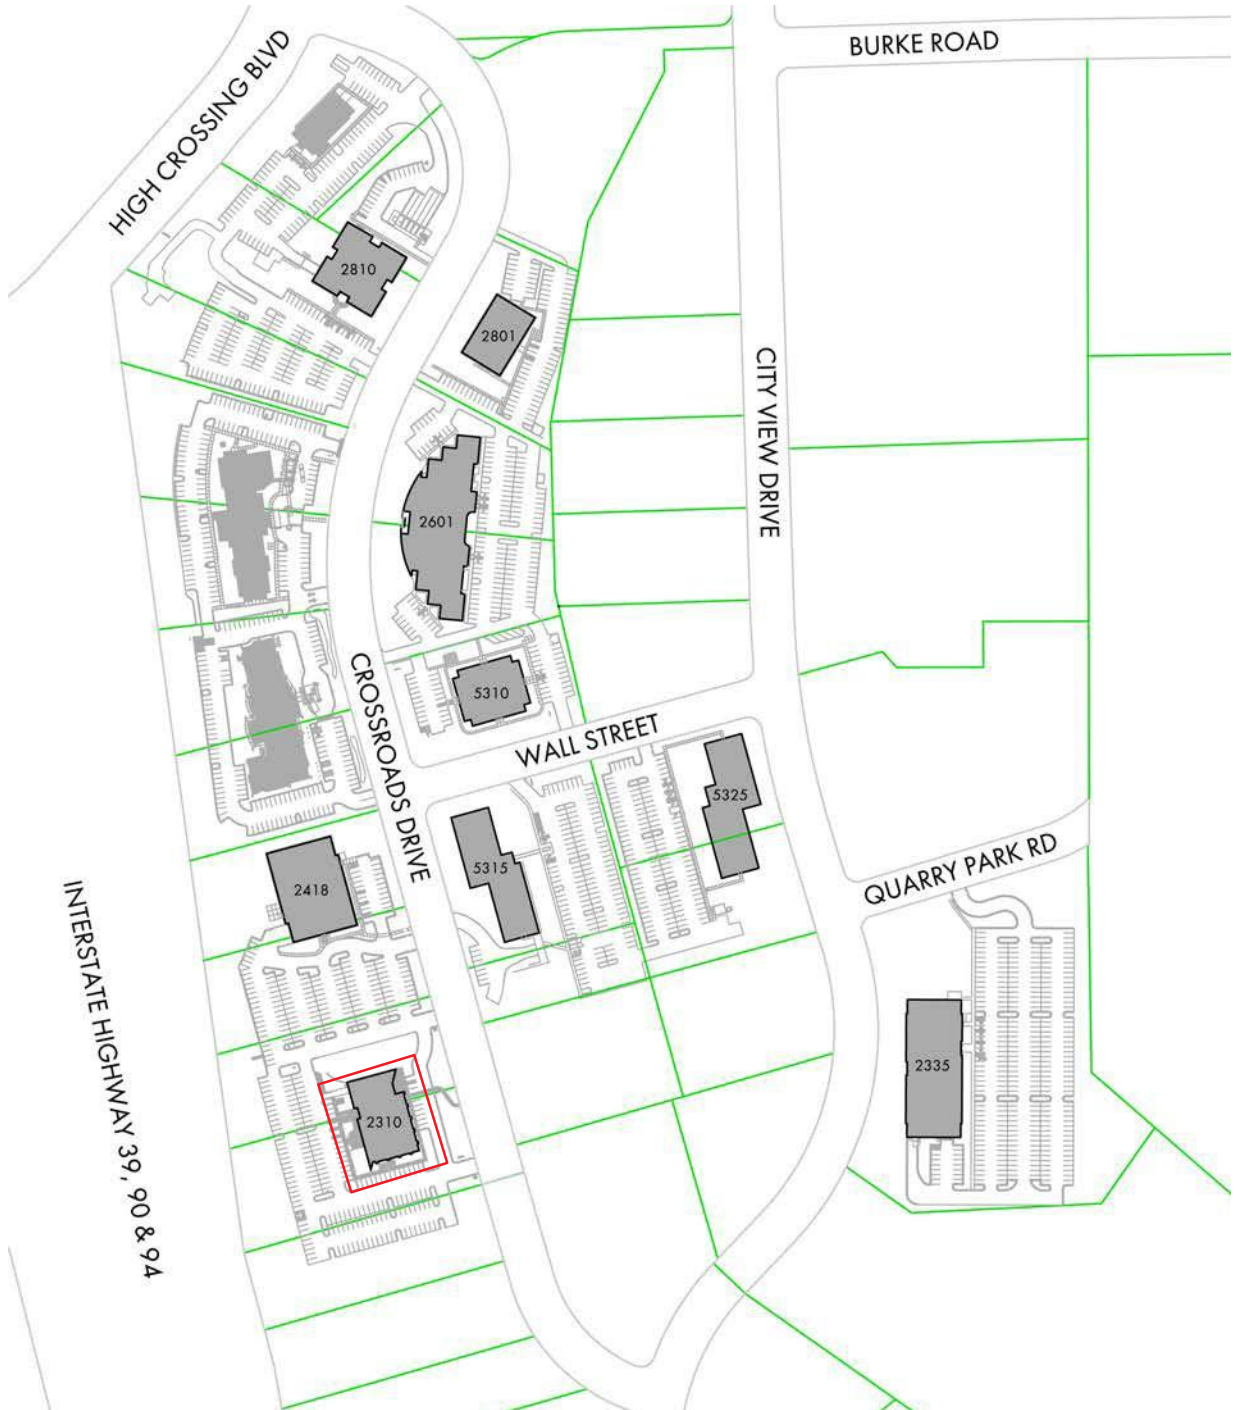 BURKE ROAD
HIGH CROSSING BLVD
2810
2801
CITY VIEW DRIVE
2601
5310
CROSSROADS DRIVE
WALL STREET
5325
5315
2418
QUARRY PARK RD
INTERSTATE HIGHWAY 39, 90 & 94
2335
2310